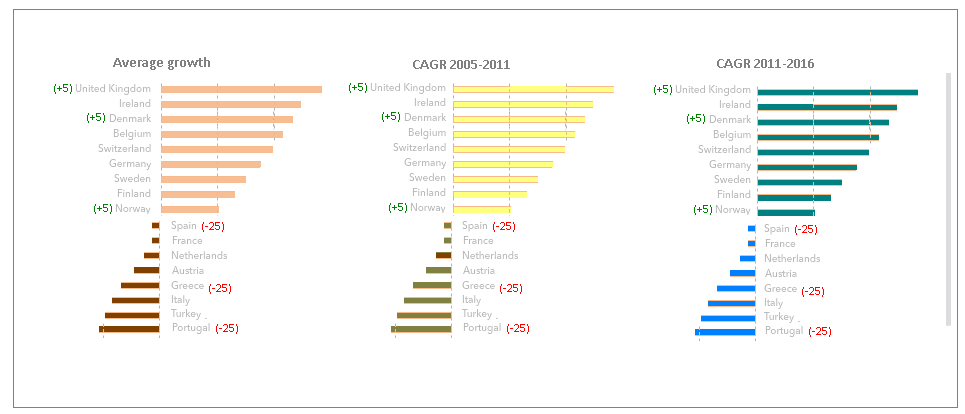 Average growth
(+5) United Kingdom
Ireland
(+5) Denmark
Belgium
Switzerland
Germany
Sweden
Finland
(+5) Norway
Spain (-25)
France
Netherlands
Austria
Greece (-25)
Italy
Turkey .
Portugal (-25)
CAGR 2005-2011
(+5) United Kingdom
Ireland
(+5) Denmark
Belgium
Switzerland
Germany
Sweden
Finland
(+5) Norway
Spain (-25)
France
Netherlands
Austria
Greece (-25)
Italy
Turkey .
Portugal (-25)
CAGR 2011-2016
(+5) United Kingdom
Ireland
(+5) Denmark
Belgium
Switzerland
Germany
Sweden
Finland
(+5) Norway
Spain (-25)
France
Netherlands
Austria
Greece (-25)
Italy
Turkey .
Portugal (-25)